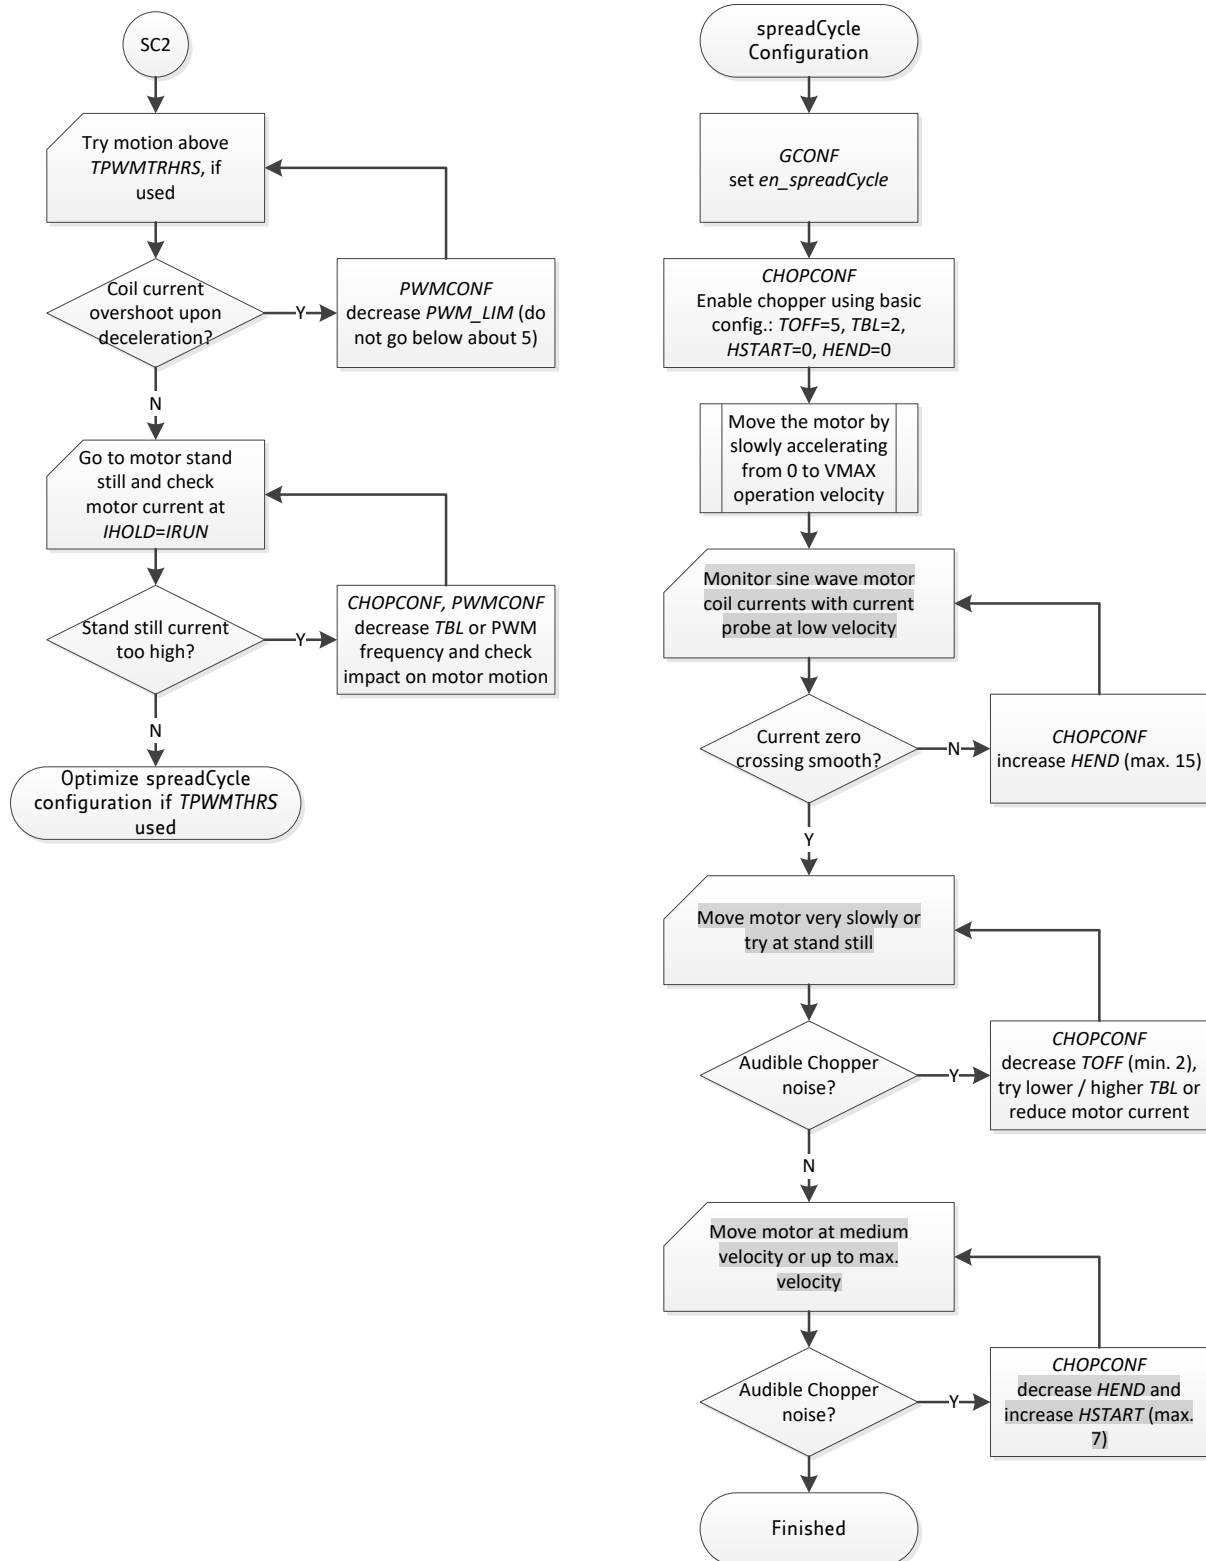 SC2
Try motion above
TPWMTRHRS, if
used
Coil current
overshoot upon
deceleration?
Y
PWMCONF
decrease PWM_LIM (do
not go below about 5)
N
Go to motor stand
still and check
motor current at
IHOLD=IRUN
Stand still current
too high?
Y
CHOPCONF, PWMCONF
decrease TBL or PWM
frequency and check
impact on motor motion
N
Optimize spreadCycle
configuration if TPWMTHRS
used
spreadCycle
Configuration
GCONF
set en_spreadCycle
CHOPCONF
Enable chopper using basic
config.: TOFF=5, TBL=2,
HSTART=0, HEND=0
Move the motor by
slowly accelerating
from 0 to VMAX
operation velocity
Monitor sine wave motor
coil currents with current
probe at low velocity
Current zero
crossing smooth?
N
CHOPCONF
increase HEND (max. 15)
Y
Move motor very slowly or
try at stand still
Audible Chopper
noise?
Y
CHOPCONF
decrease TOFF (min. 2),
try lower / higher TBL or
reduce motor current
N
Move motor at medium
velocity or up to max.
velocity
Audible Chopper
noise?
Y
CHOPCONF
decrease HEND and
increase HSTART (max.
7)
Finished